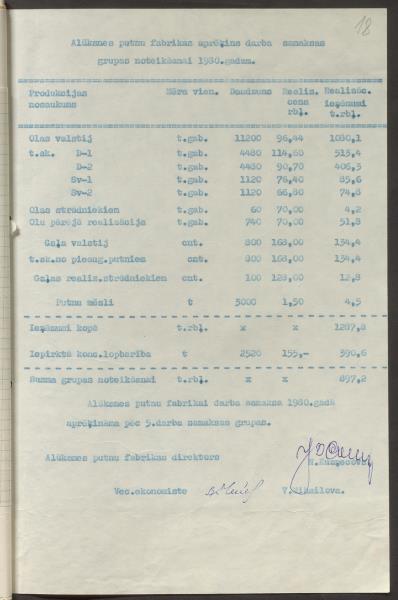 18
Alūksnes putnu fabrikas aprēķins darba samaksas
grupas noteikšanai 1980.gadam.
Produkcijas nosaukums Mēra vien. Daudzums Realiz. cena rbļ. Realizāc. ieņēmumi t.rbļ.
Olas valstij t.gab. 11200 96,44 1080,1
t.sk. D-1 t.gab. 4480 114,60 513,4
D-2 t.gab. 4480 90,70 406,3
Sv-1 t.gab. 1120 76,40 85,6
Sv-2 t.gab. 1120 66,80 74,8
Olas strādniekiem t.gab. 60 70,00 4,2
Olu pārējā realizācija t.gab. 740 70,00 51,8
Gaļa valstij cnt. 800 168,00 134,4
t.sk.no pieaug.putniem cnt. 800 168,00 134,4
Gaļas realiz.strādniekiem cnt. 100 128,00 12,8
Putnu mēsli t 3000 1,50 4,5
Ieņēmumi kopā t.rbļ. x x 1287,8
Iepirktā konc.lopbarība t 2520 155,- 390,6
Summa grupas noteikšanai t.rbļ. x x 897,2
Alūksnes putnu fabrikai darba samaksa 1980.gadā
aprēķināma pēc 5.darba samaksas grupas.
Alūksnes putnu fabrikas direktors
Vec.ekonomiste V.Mihailova.